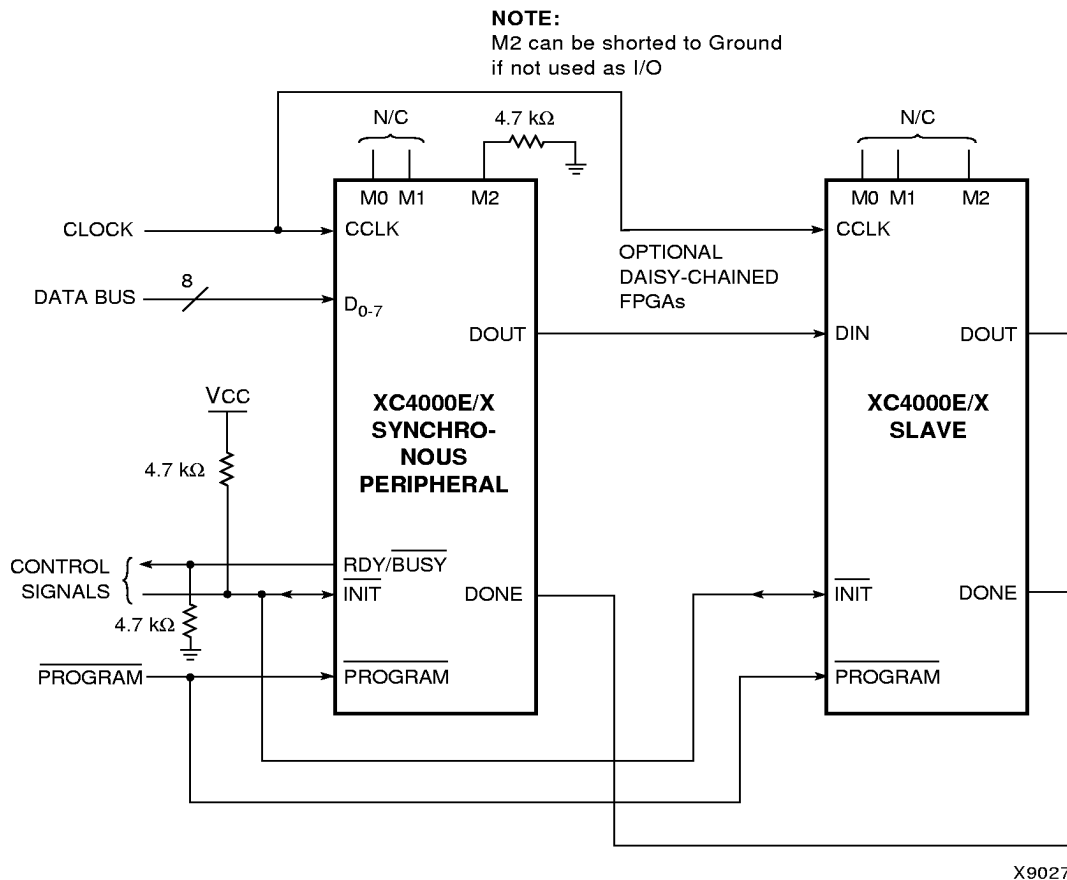 NOTE:
M2 can be shorted to Ground
if not used as I/O
N/C
4.7 kΩ
N/C
M0 M1 M2
M0 M1 M2
CLOCK
CCLK
CCLK
OPTIONAL
DAISY-CHAINED
FPGAs
DATA BUS
8
D0-7
DOUT
DIN
DOUT
VCC
4.7 kΩ
XC4000E/X
SYNCHRO-
NOUS
PERIPHERAL
XC4000E/X
SLAVE
CONTROL
SIGNALS
RDY/BUSY
INIT
DONE
INIT
DONE
4.7 kΩ
PROGRAM
PROGRAM
PROGRAM
X9027